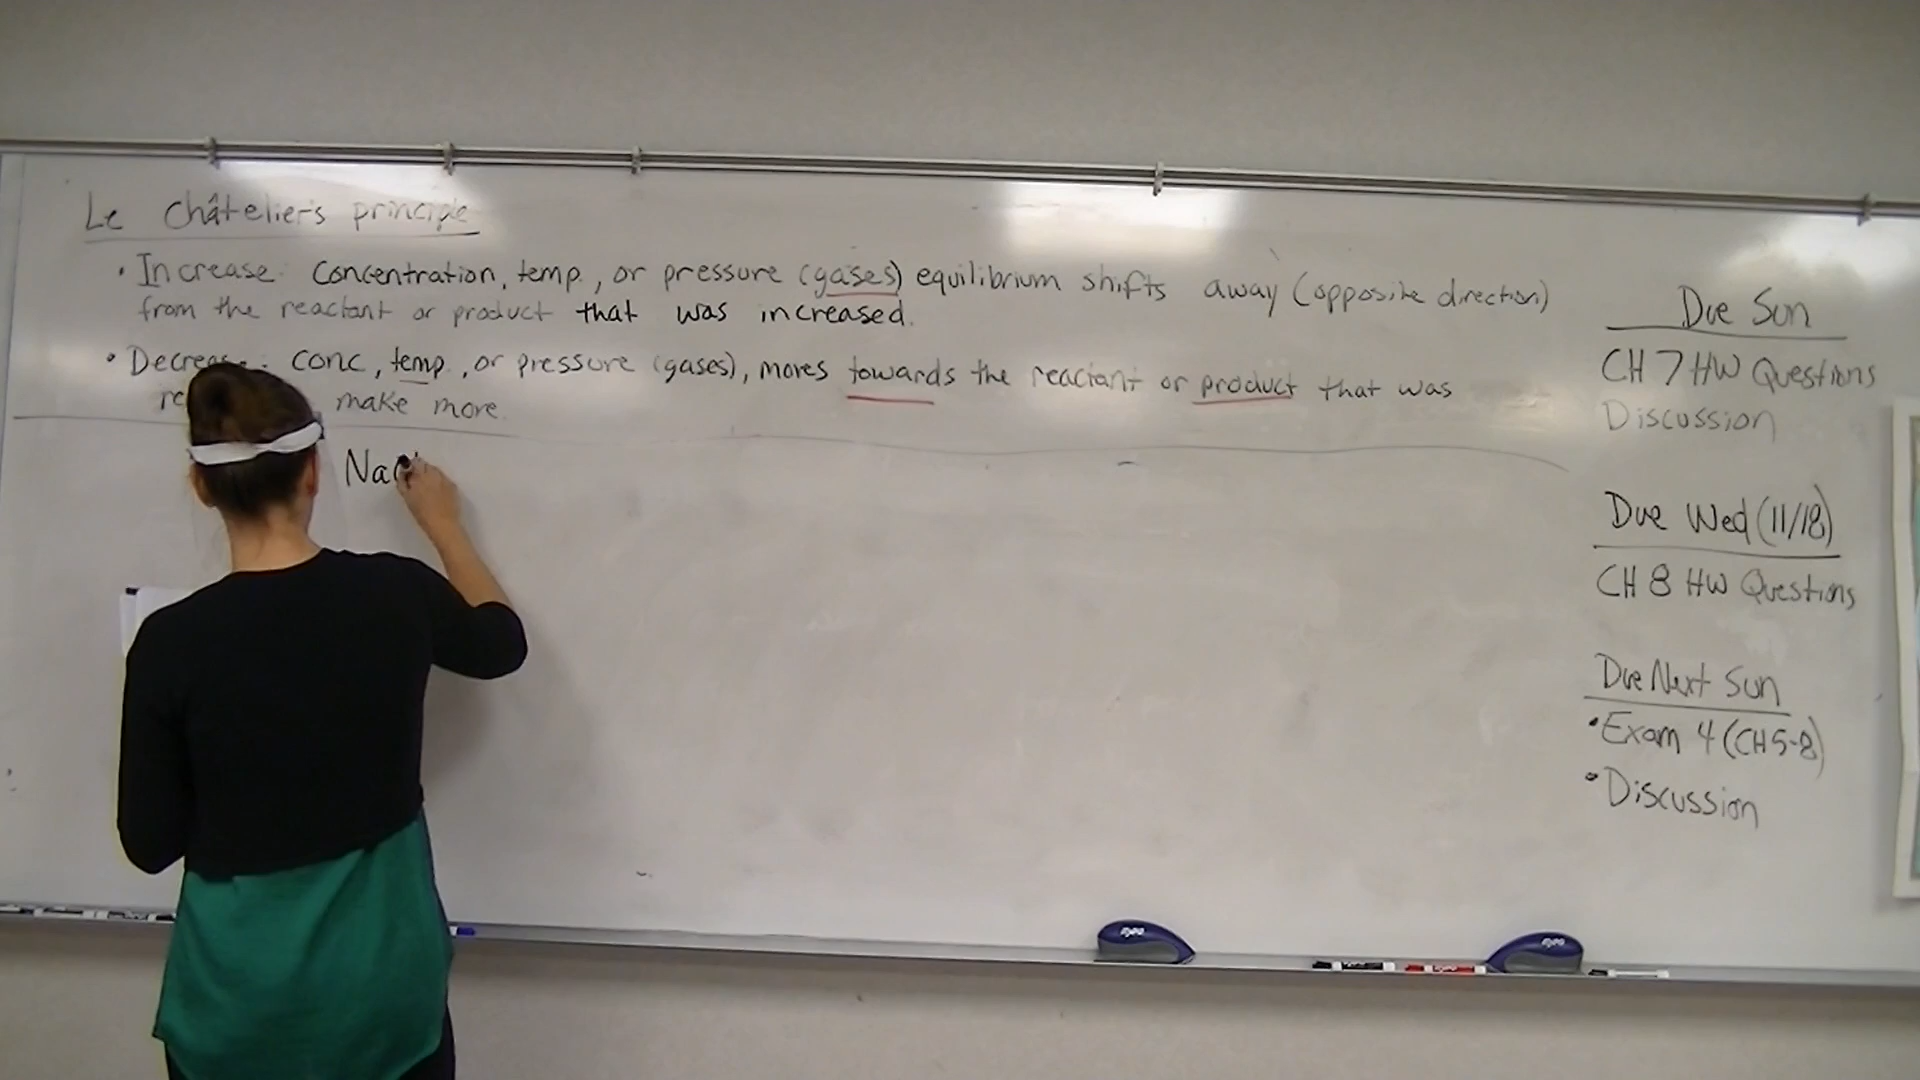 Le Châtelier's principle
• Increase: Concentration, temp., or pressure (gases) equilibrium shifts away (opposite direction)
from the reactant or product that was increased.
• Decrease: conc, temp., or pressure (gases), moves towards the reactant or product that was
make more.
Due Sun
CH 7 HW Questions
Discussion
Due Wed (11/18)
CH 8 HW Questions
Due Next Sun
• Exam 4 (CH 5-8)
• Discussion
expo
expo